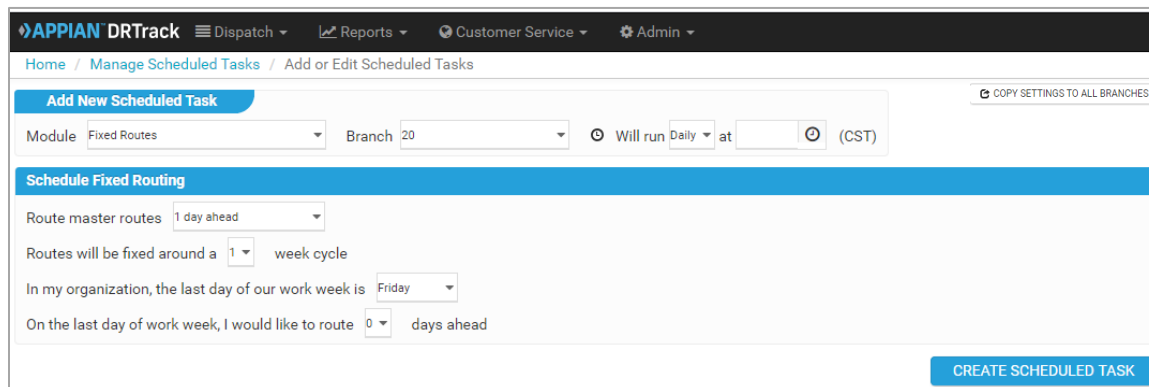 APPIAN™ DRTrack Dispatch Reports Customer Service Admin
Home / Manage Scheduled Tasks / Add or Edit Scheduled Tasks
Add New Scheduled Task COPY SETTINGS TO ALL BRANCHES
Module Fixed Routes Branch 20 Will run Daily at (CST)
Schedule Fixed Routing
Route master routes 1 day ahead
Routes will be fixed around a 1 week cycle
In my organization, the last day of our work week is Friday
On the last day of work week, I would like to route 0 days ahead
CREATE SCHEDULED TASK